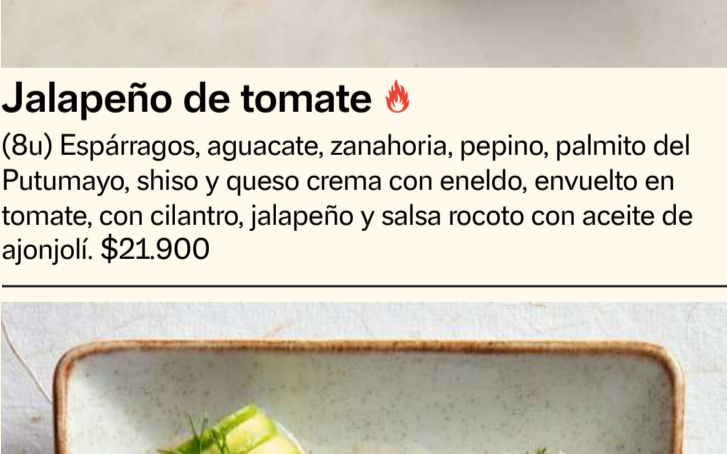 Jalapeño de tomate
(8u) Espárragos, aguacate, zanahoria, pepino, palmito del
Putumayo, shiso y queso crema con eneldo, envuelto en
tomate, con cilantro, jalapeño y salsa rocoto con aceite de
ajonjolí. $21.900